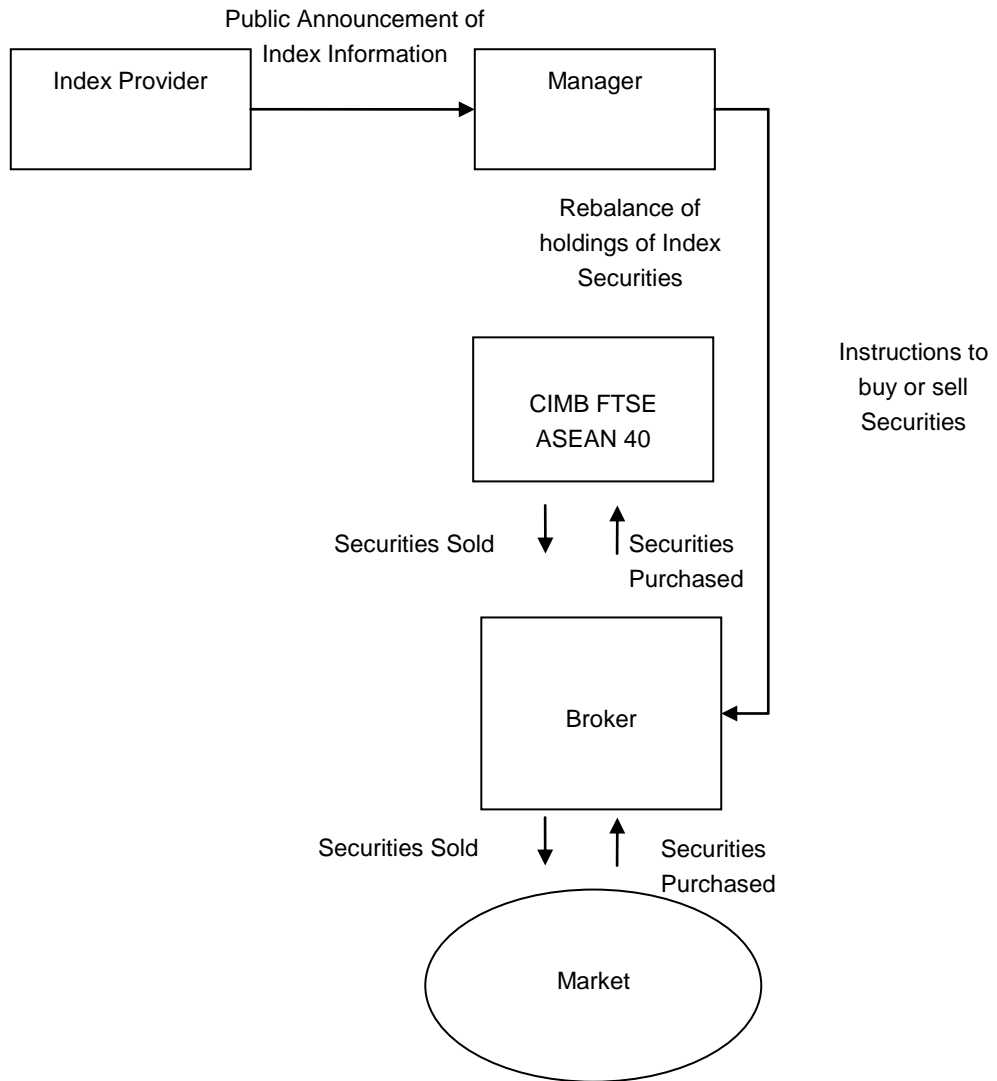 Public Announcement of
Index Information
Index Provider
Manager
Rebalance of
holdings of Index
Securities
Instructions to
buy or sell
Securities
CIMB FTSE
ASEAN 40
Securities Sold
Securities
Purchased
Broker
Securities Sold
Securities
Purchased
Market